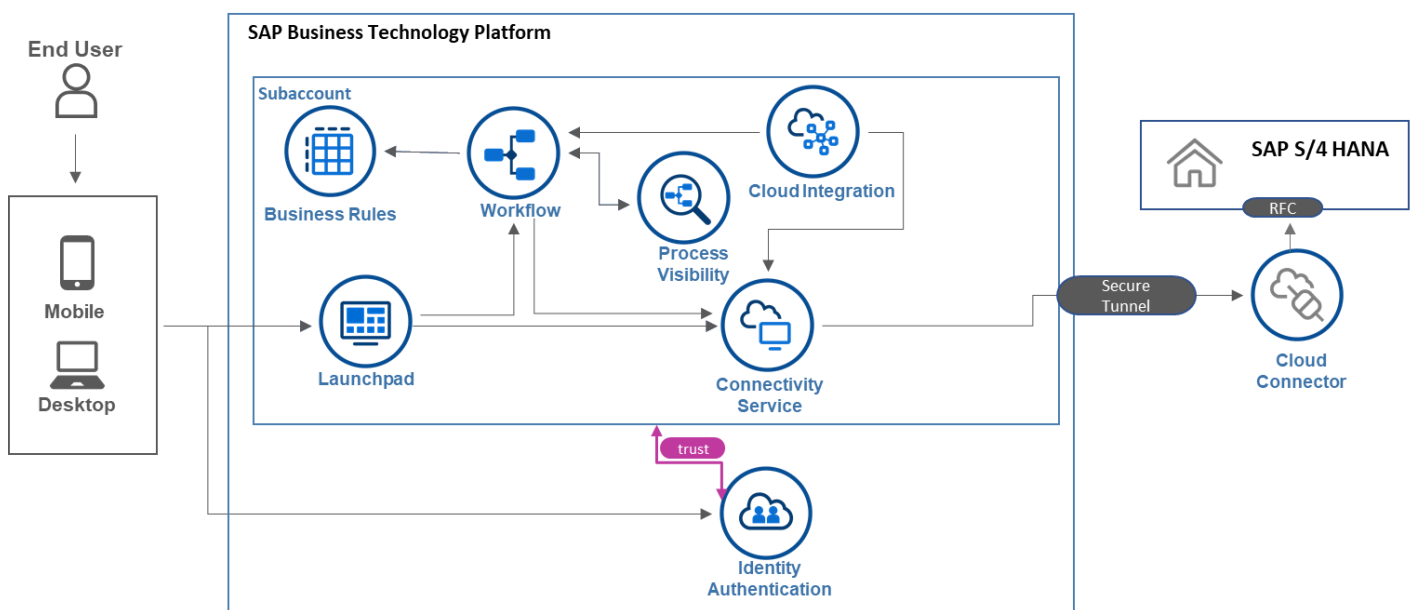 SAP Business Technology Platform
End User
Subaccount
Business Rules
Workflow
Cloud Integration
Process
Visibility
SAP S/4 HANA
RFC
Mobile
Desktop
Launchpad
Connectivity
Service
Secure
Tunnel
Cloud
Connector
trust
Identity
Authentication